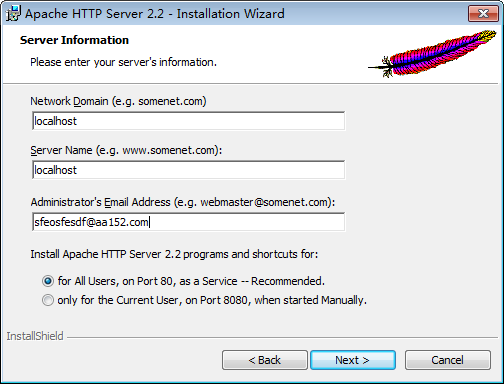 Apache HTTP Server 2.2 - Installation Wizard
Server Information
Please enter your server's information.
Network Domain (e.g. somenet.com)
localhost
Server Name (e.g. www.somenet.com):
localhost
Administrator's Email Address (e.g. webmaster@somenet.com):
sfeosfesdf@aa152.com
Install Apache HTTP Server 2.2 programs and shortcuts for:
for All Users, on Port 80, as a Service -- Recommended.
only for the Current User, on Port 8080, when started Manually.
InstallShield
< Back
Next >
Cancel